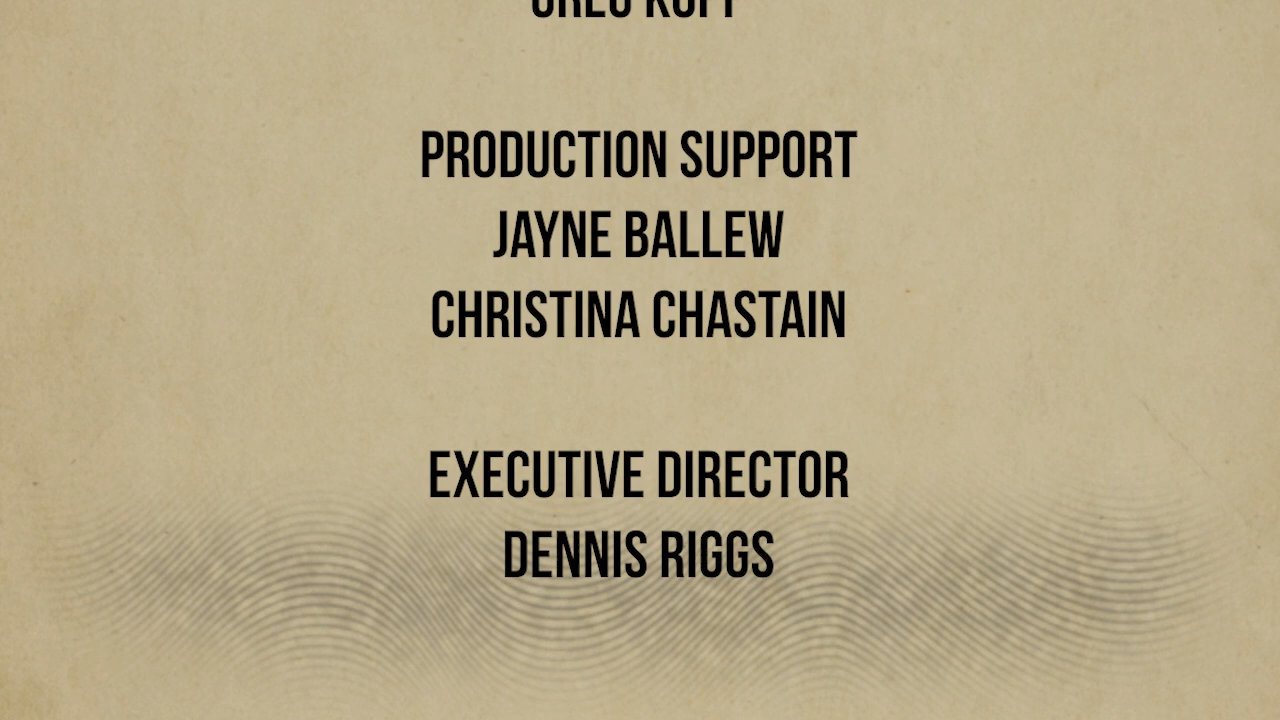 PRODUCTION SUPPORT
JAYNE BALLEW
CHRISTINA CHASTAIN
EXECUTIVE DIRECTOR
DENNIS RIGGS